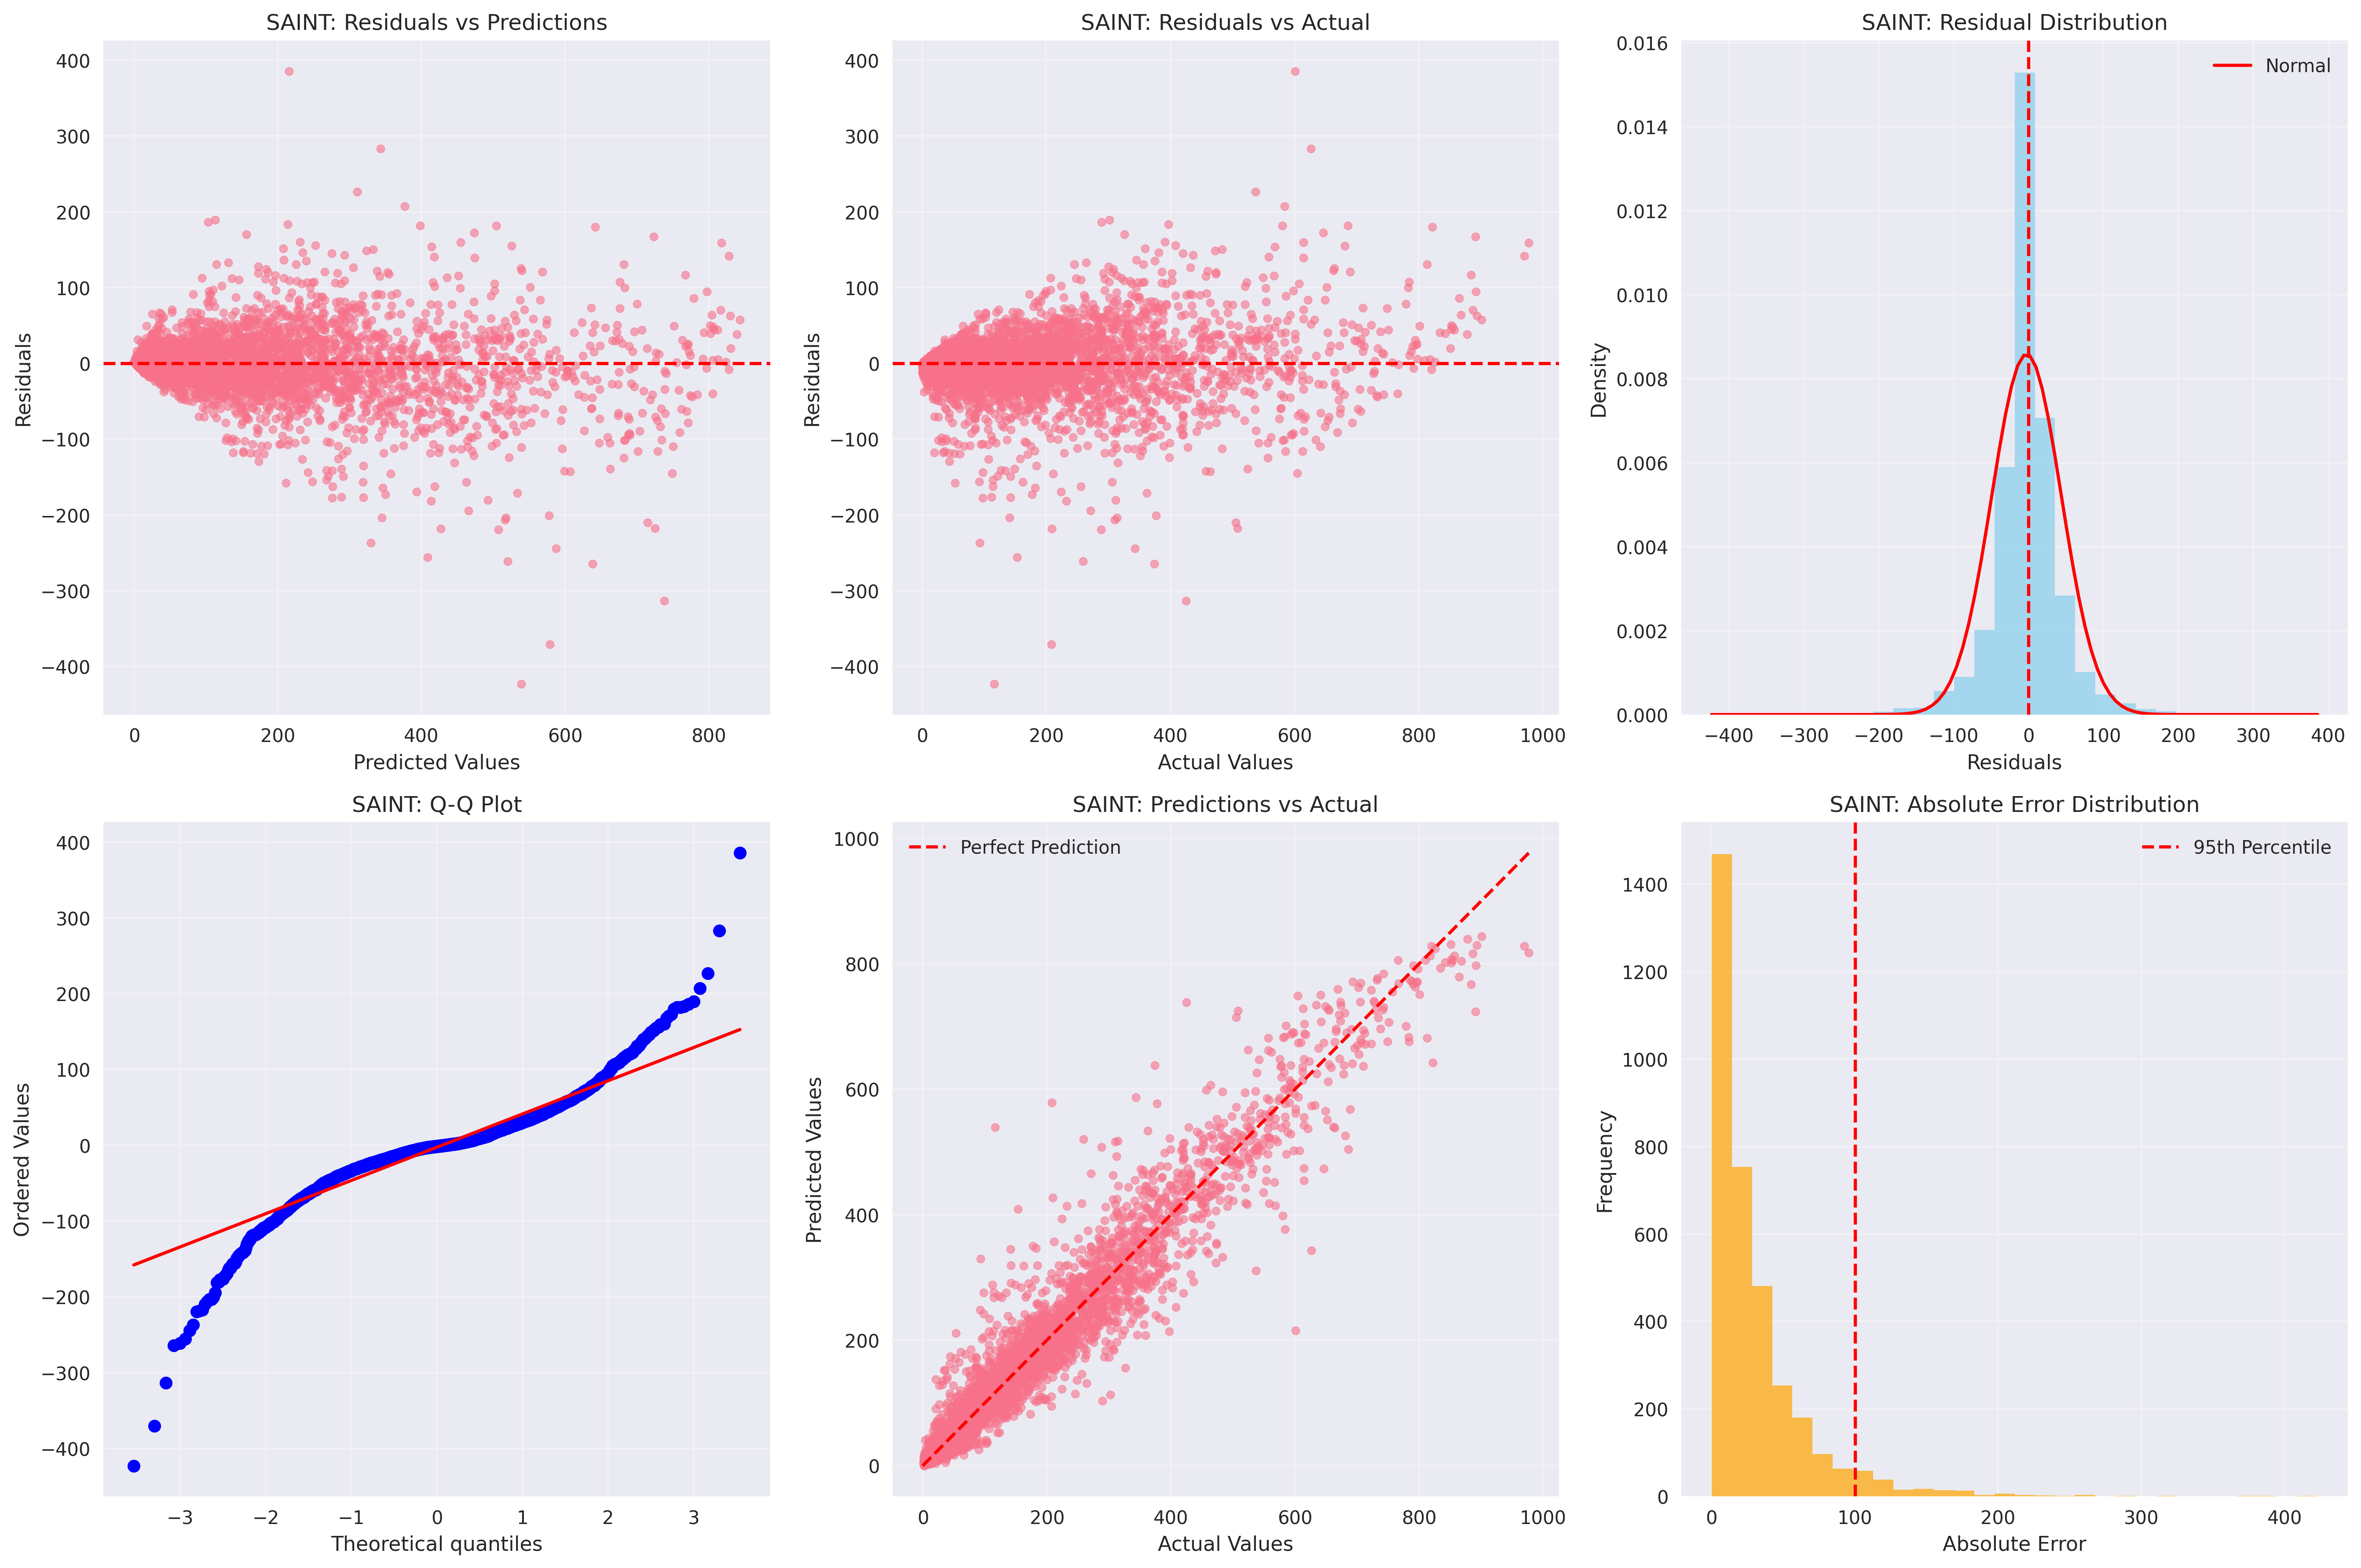 SAINT: Residuals vs Predictions
400
300
200
100
0
−100
−200
−300
−400
Residuals
0 200 400 600 800
Predicted Values
SAINT: Residuals vs Actual
400
300
200
100
0
−100
−200
−300
−400
Residuals
0 200 400 600 800 1000
Actual Values
SAINT: Residual Distribution
Normal
0.016
0.014
0.012
0.010
0.008
0.006
0.004
0.002
0.000
Density
−400 −300 −200 −100 0 100 200 300 400
Residuals
SAINT: Q-Q Plot
400
300
200
100
0
−100
−200
−300
−400
Ordered Values
−3 −2 −1 0 1 2 3
Theoretical quantiles
SAINT: Predictions vs Actual
Perfect Prediction
1000
800
600
400
200
0
Predicted Values
0 200 400 600 800 1000
Actual Values
SAINT: Absolute Error Distribution
95th Percentile
1400
1200
1000
800
600
400
200
0
Frequency
0 100 200 300 400
Absolute Error